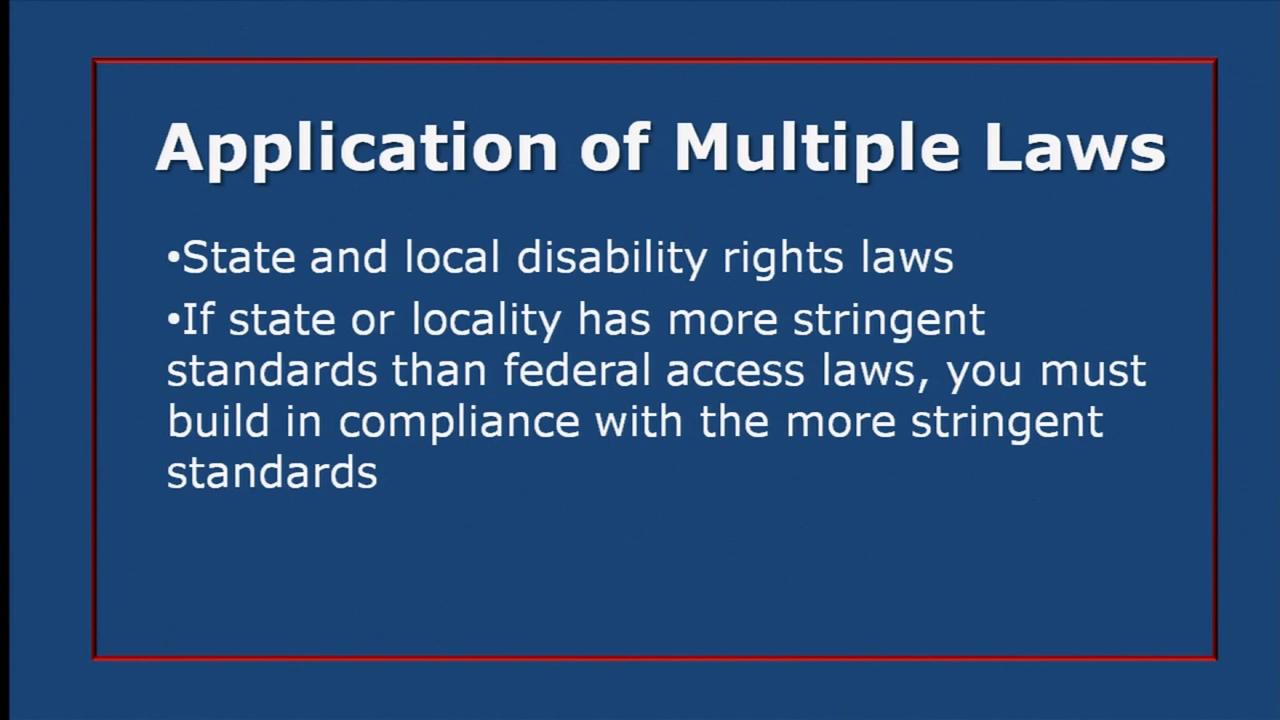 Application of Multiple Laws
•State and local disability rights laws
•If state or locality has more stringent
standards than federal access laws, you must
build in compliance with the more stringent
standards